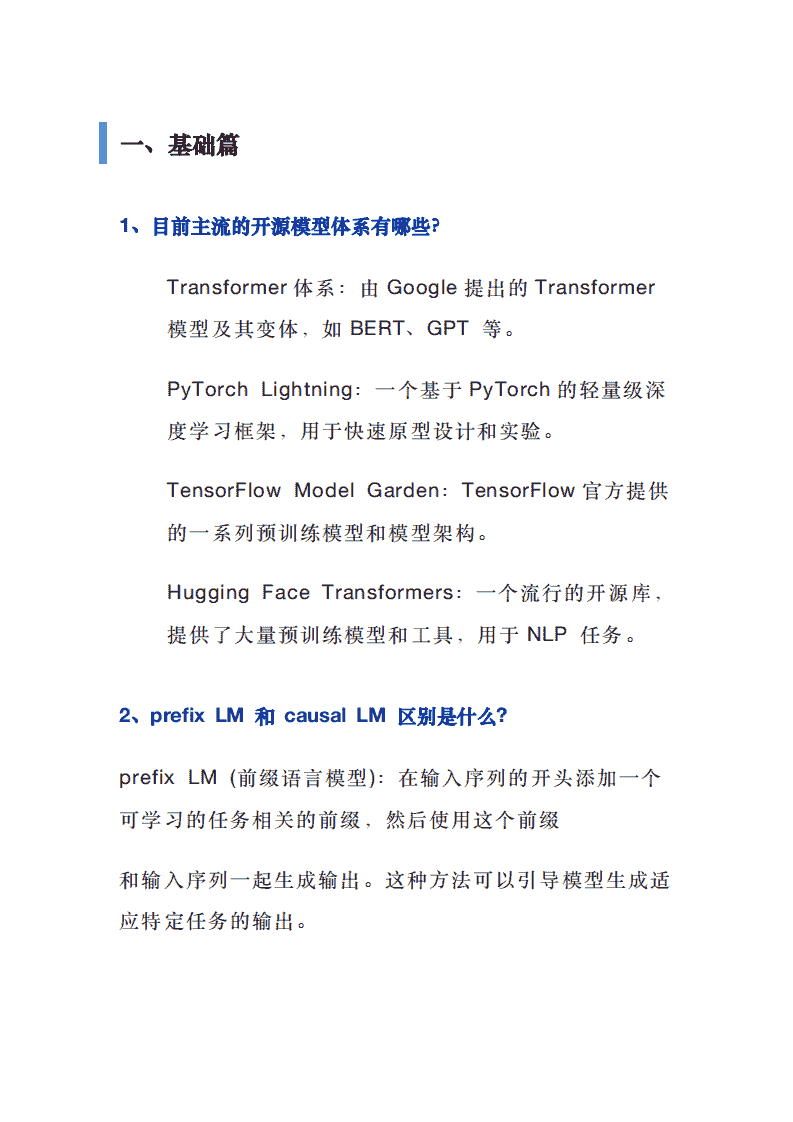 一、基础篇
1、目前主流的开源模型体系有哪些?
Transformer 体系：由 Google 提出的 Transformer
模型及其变体，如 BERT、GPT 等。
PyTorch Lightning：一个基于 PyTorch 的轻量级深
度学习框架，用于快速原型设计和实验。
TensorFlow Model Garden：TensorFlow 官方提供
的一系列预训练模型和模型架构。
Hugging Face Transformers：一个流行的开源库，
提供了大量预训练模型和工具，用于 NLP 任务。
2、prefix LM 和 causal LM 区别是什么?
prefix LM (前缀语言模型)：在输入序列的开头添加一个
可学习的任务相关的前缀，然后使用这个前缀
和输入序列一起生成输出。这种方法可以引导模型生成适
应特定任务的输出。